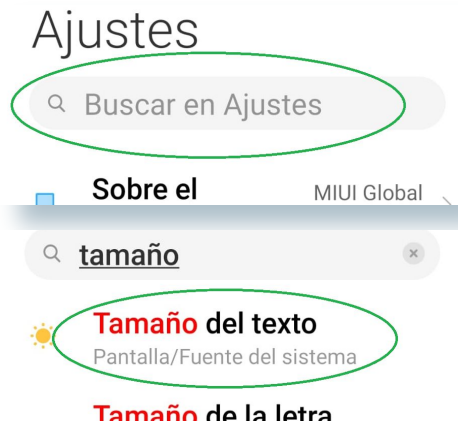 Ajustes
Buscar en Ajustes
Sobre el MIUI Global
tamaño
Tamaño del texto
Pantalla/Fuente del sistema
Tamaño de la letra